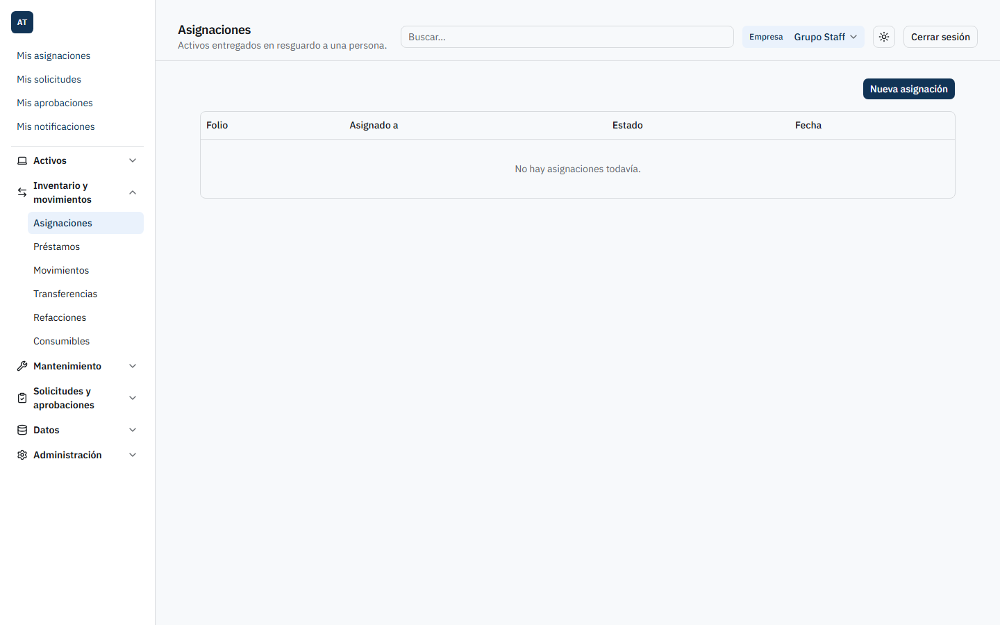 AT
Mis asignaciones
Mis solicitudes
Mis aprobaciones
Mis notificaciones
Activos
Inventario y
movimientos
Asignaciones
Préstamos
Movimientos
Transferencias
Refacciones
Consumibles
Mantenimiento
Solicitudes y
aprobaciones
Datos
Administración
Asignaciones
Activos entregados en resguardo a una persona.
Buscar...
Empresa Grupo Staff
Cerrar sesión
Nueva asignación
Folio Asignado a Estado Fecha
No hay asignaciones todavía.